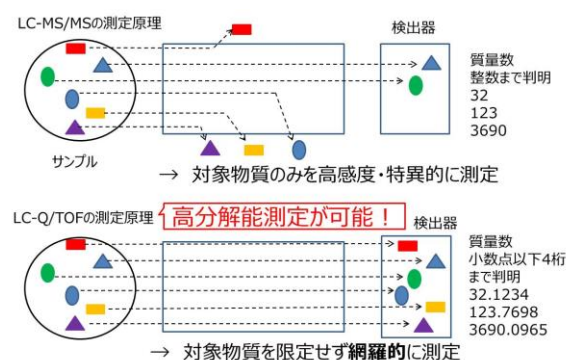 LC-MS/MSの測定原理
検出器
質量数
整数まで判明
32
123
3690
サンプル
→ 対象物質のみを高感度・特異的に測定
LC-Q/TOFの測定原理
高分解能測定が可能！
検出器
質量数
小数点以下4桁
まで判明
32.1234
123.7698
3690.0965
→ 対象物質を限定せず網羅的に測定